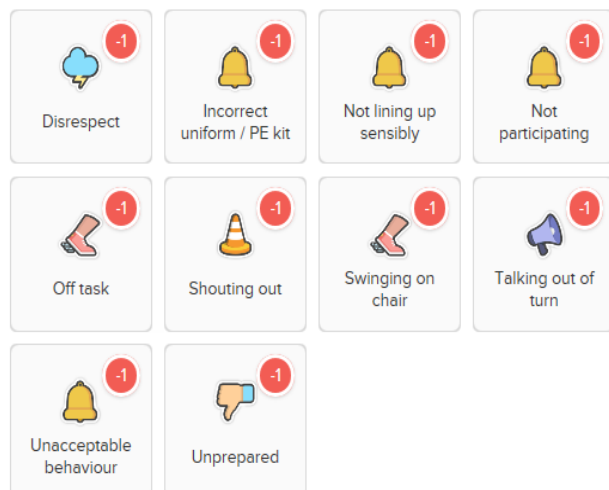 -1
-1
-1
-1
Disrespect
Incorrect
uniform / PE kit
Not lining up
sensibly
Not
participating
-1
-1
-1
-1
Off task
Shouting out
Swinging on
chair
Talking out of
turn
-1
-1
Unacceptable
behaviour
Unprepared